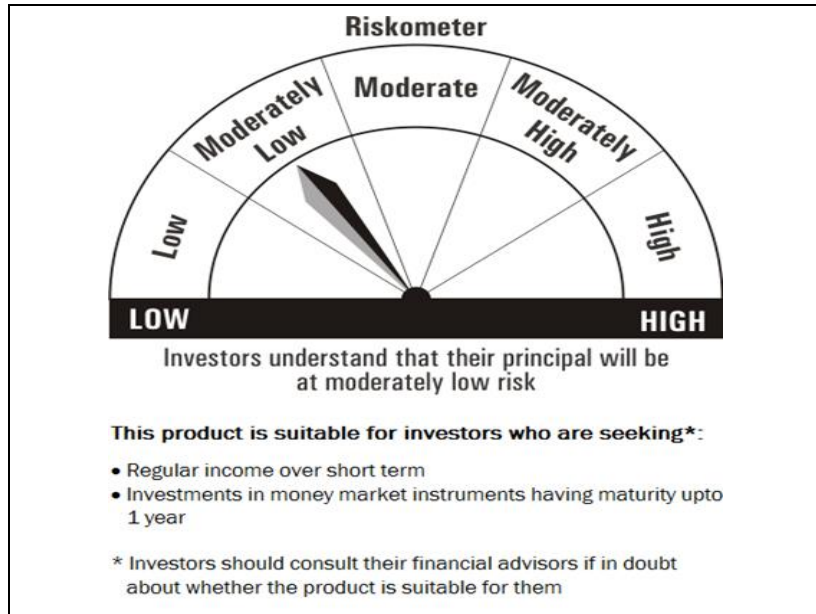 Riskometer
Low
Moderately
Low
Moderate
Moderately
High
High
LOW
HIGH
Investors understand that their principal will be
at moderately low risk
This product is suitable for investors who are seeking*:
• Regular income over short term
• Investments in money market instruments having maturity upto
1 year
* Investors should consult their financial advisors if in doubt
about whether the product is suitable for them